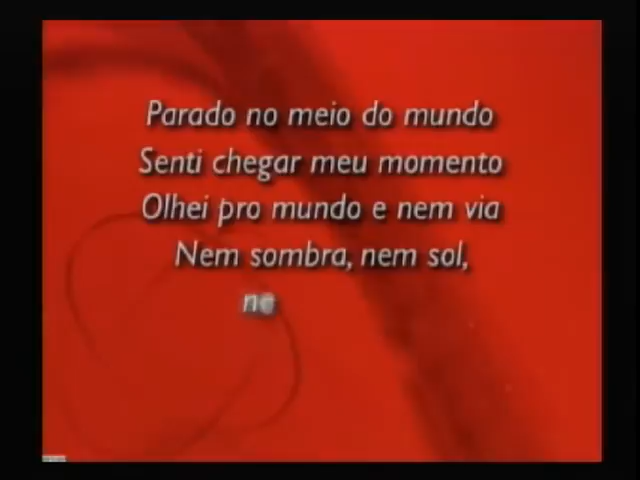 Parado no meio do mundo
Senti chegar meu momento
Olhei pro mundo e nem via
Nem sombra, nem sol,
ne